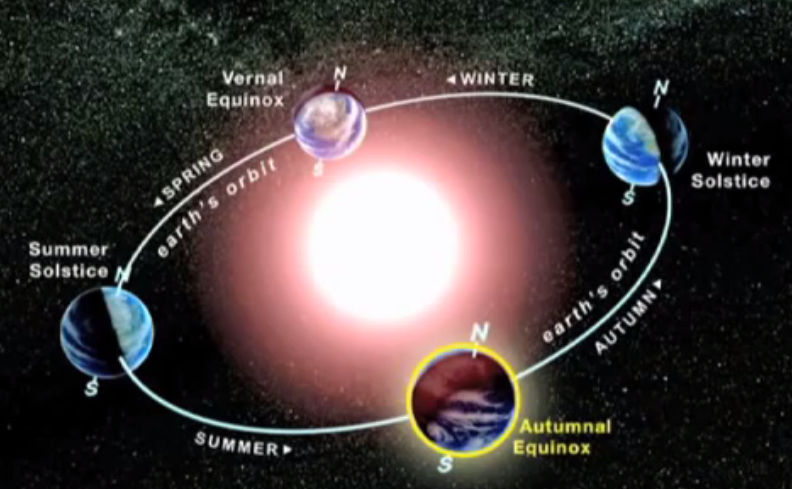 N
Vernal
Equinox
S
◄WINTER
N
Winter
Solstice
S
◄SPRING
earth's orbit
Summer
Solstice
N
S
earth's orbit
AUTUMN►
N
Autumnal
Equinox
S
SUMMER►